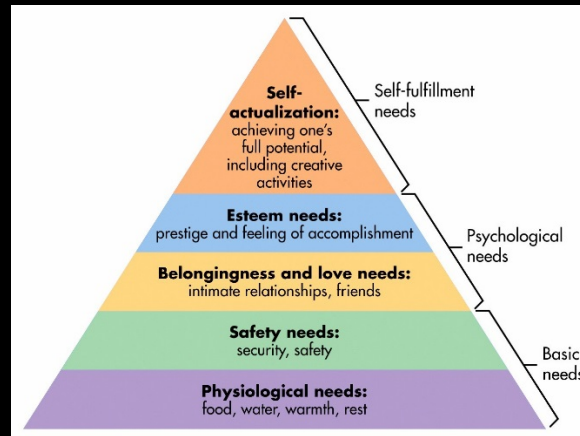 Self-
actualization:
achieving one's
full potential,
including creative
activities
Self-fulfillment
needs
Esteem needs:
prestige and feeling of accomplishment
Psychological
needs
Belongingness and love needs:
intimate relationships, friends
Safety needs:
security, safety
Basic
needs
Physiological needs:
food, water, warmth, rest